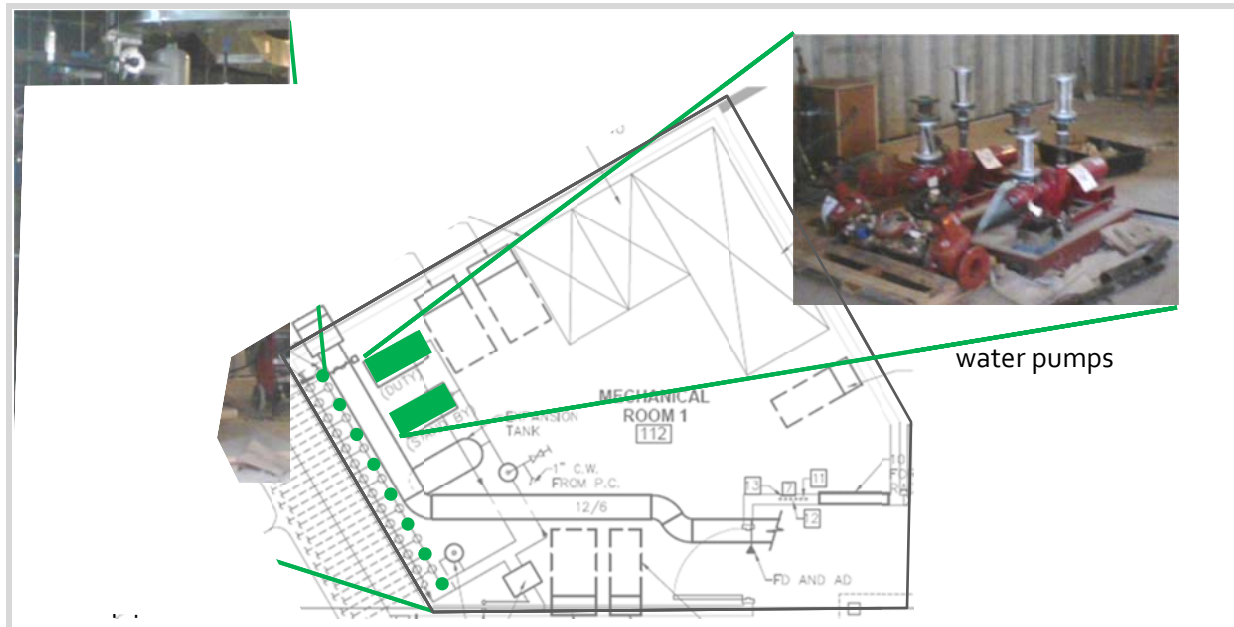 water pumps
(DUTY)
MECHANICAL
ROOM 1
112
EXPANSION
TANK
1" C.W.
FROM P.C.
12/6
13
7
11
12
10
FD AND AD